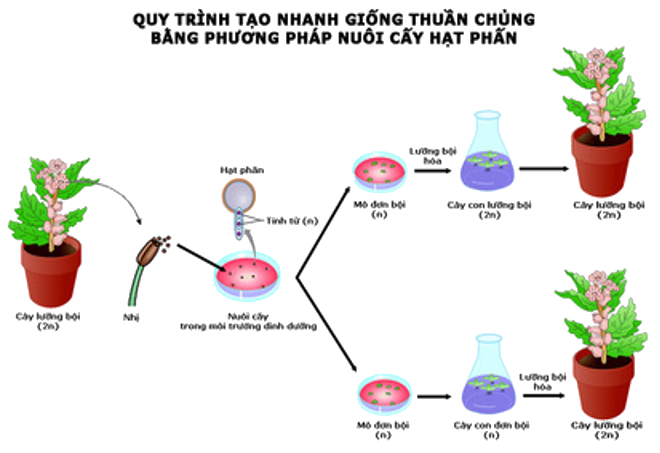 QUY TRÌNH TẠO NHANH GIỐNG THUẦN CHỦNG
BẰNG PHƯƠNG PHÁP NUÔI CẤY HẠT PHẤN
Hạt phấn
Tinh tử (n)
Cây lưỡng bội
(2n)
Nhị
Nuôi cấy
trong môi trường dinh dưỡng
Mô đơn bội
(n)
Lưỡng bội
hóa
Cây con lưỡng bội
(2n)
Cây lưỡng bội
(2n)
Mô đơn bội
(n)
Cây con đơn bội
(n)
Lưỡng bội
hóa
Cây lưỡng bội
(2n)